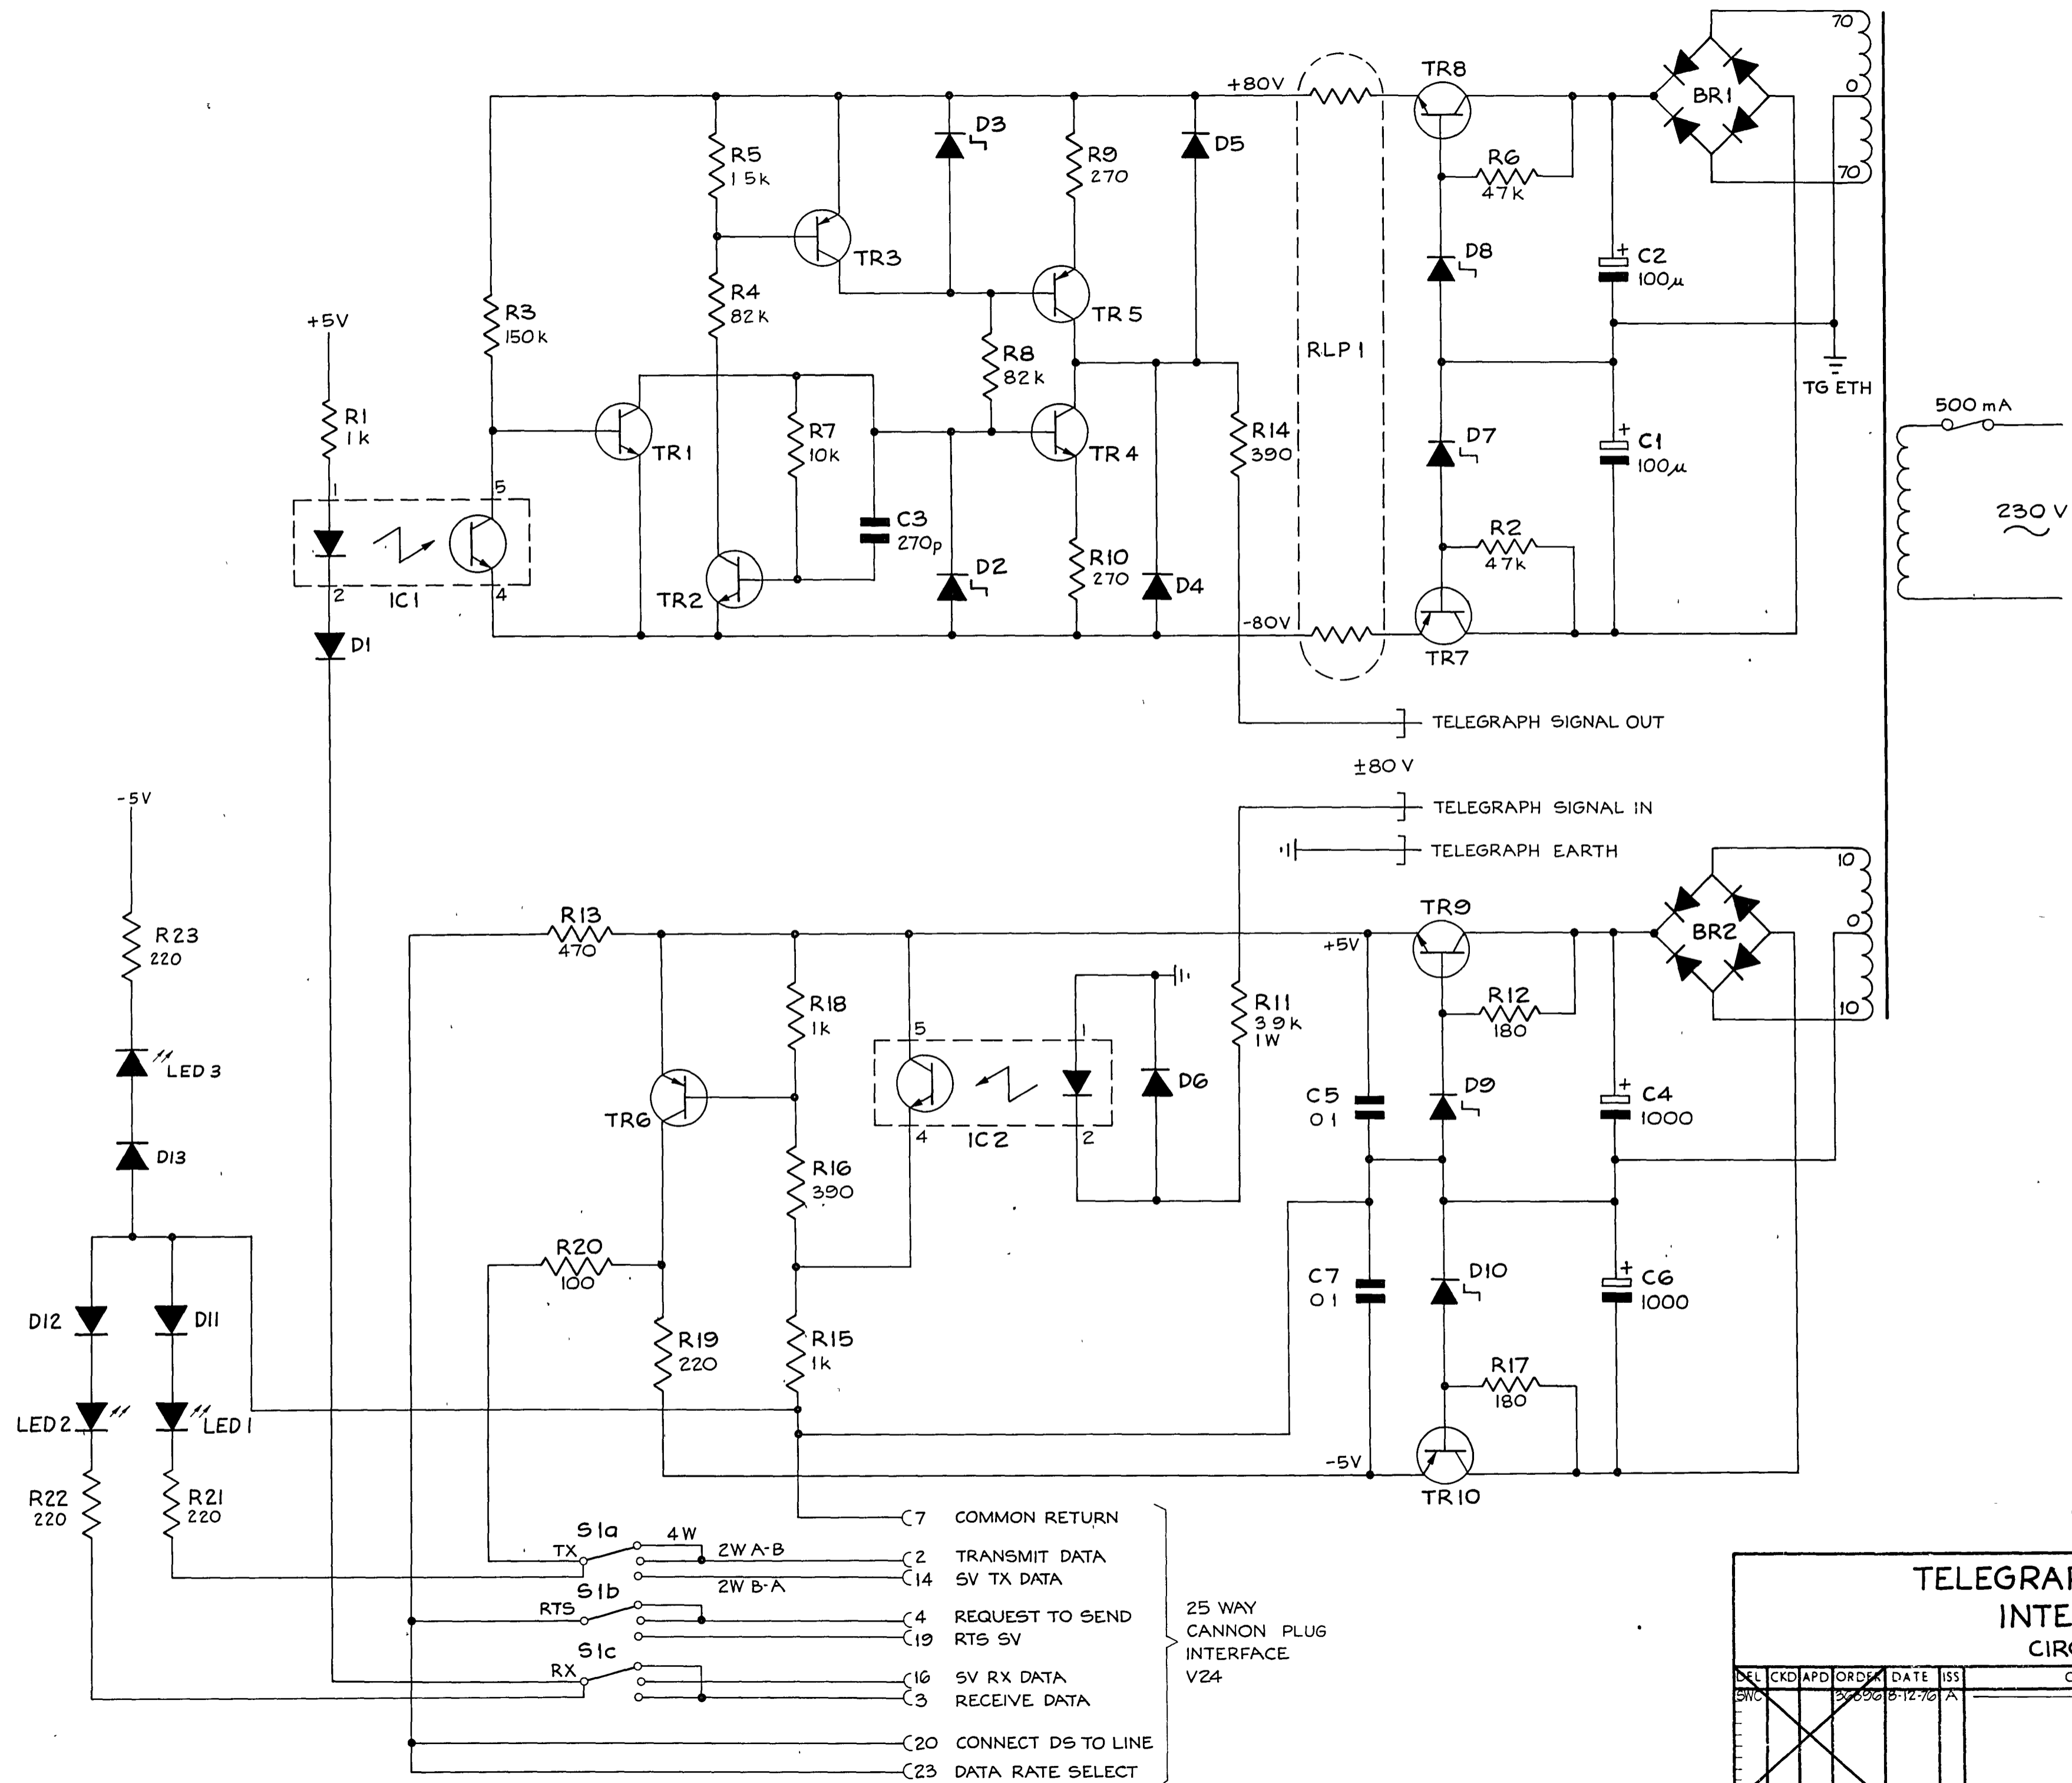 70
0
70
BR1
TR8
+80V
D3
D5
R5
15k
R9
270
R6
47k
TR3
D8
C2
+
100µ
R4
82k
TR5
R3
150k
+5V
RLP1
R8
82k
TG ETH
500 mA
R1
1k
TR1
R7
10k
TR4
R14
390
D7
+
C1
100µ
230 V
1
5
C3
270p
R2
47k
R10
270
D2
D4
2
IC1
4
TR2
-80V
D1
TR7
TELEGRAPH SIGNAL OUT
±80 V
-5V
TELEGRAPH SIGNAL IN
TELEGRAPH EARTH
10
0
10
TR9
BR2
R13
470
+5V
R23
220
R18
1k
R11
39k
1W
R12
180
5
1
LED 3
D6
D9
C5
01
+
C4
1000
TR6
4
IC2
2
D13
R16
390
R20
100
C7
01
D10
+
C6
1000
D12
D11
R19
220
R15
1k
R17
180
LED 2
LED 1
-5V
TR10
R22
220
R21
220
7 COMMON RETURN
S1a
4W
TX
2W A-B
2 TRANSMIT DATA
14 SV TX DATA
2W B-A
S1b
RTS
4 REQUEST TO SEND
19 RTS SV
S1c
RX
16 SV RX DATA
3 RECEIVE DATA
20 CONNECT DS TO LINE
23 DATA RATE SELECT
25 WAY
CANNON PLUG
INTERFACE
V24
TELEGRAP
INTE
CIR
DEL CKD APD ORDER DATE ISS
SWC 36896 8-12-76 A